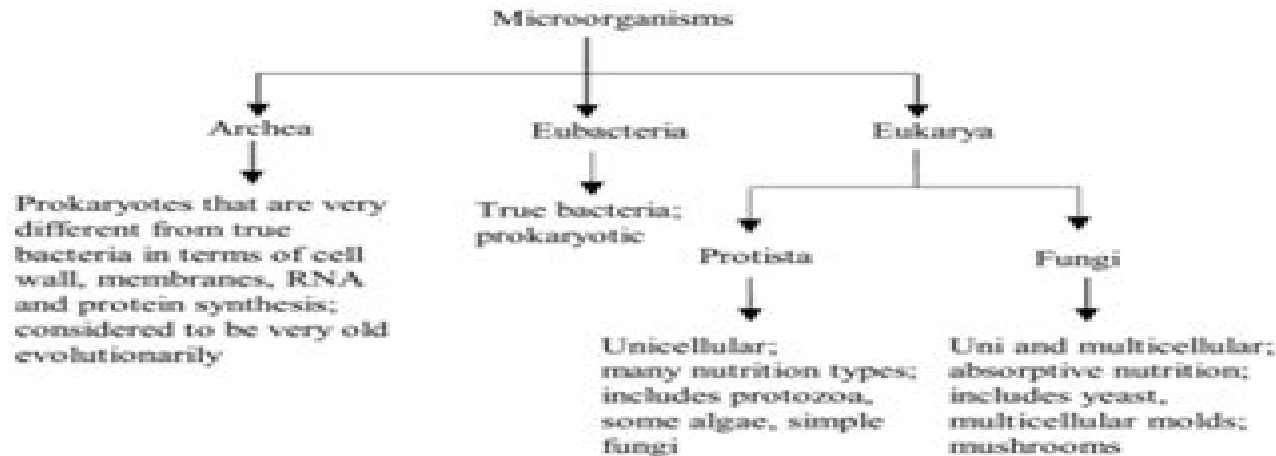 Microorganisms
Archea
Eubacteria
Eukarya
Prokaryotes that are very
different from true
bacteria in terms of cell
wall, membranes, RNA
and protein synthesis;
considered to be very old
evolutionarily
True bacteria;
prokaryotic
Protista
Fungi
Unicellular;
many nutrition types;
includes protozoa,
some algae, simple
fungi
Uni and multicellular;
absorptive nutrition;
includes yeast,
multicellular molds;
mushrooms